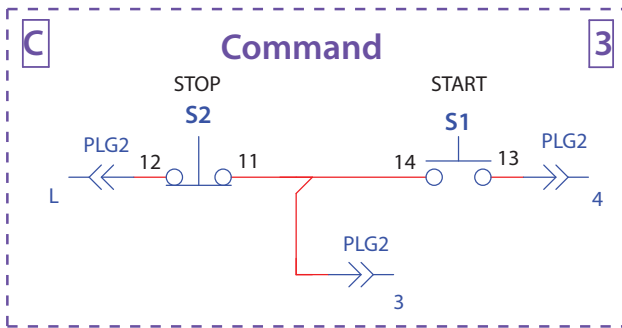 C Command 3
STOP START
S2 S1
PLG2 12 11 14 13 PLG2
L 4
PLG2
3